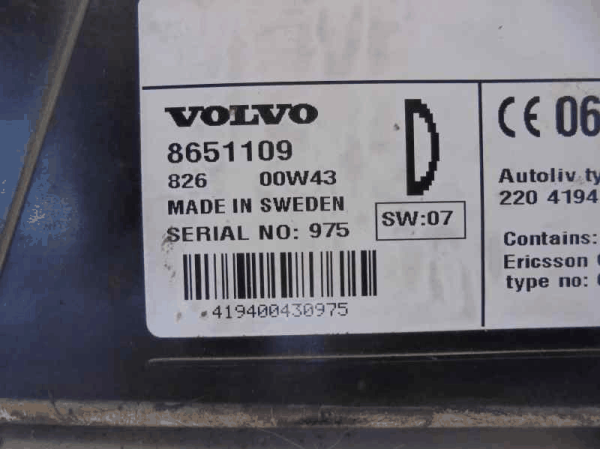 VOLVO
8651109
826 00W43
MADE IN SWEDEN
SERIAL NO: 975
419400430975
D
SW:07
CE 06
Autoliv
220 4194
Contains:
Ericsson
type no: